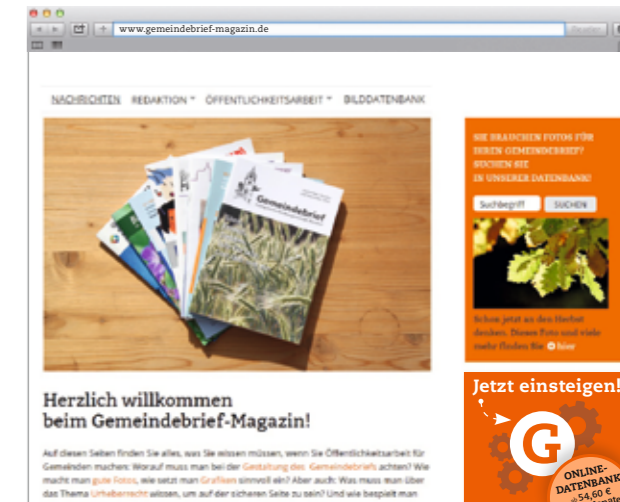 www.gemeindebrief-magazin.de
Reader
NACHRICHTEN REDAKTION ÖFFENTLICHKEITSARBEIT BILDDATENBANK
Gemeindebrief
SIE BRAUCHEN FOTOS FÜR
IHREN GEMEINDEBRIEF?
SUCHEN SIE
IN UNSERER DATENBANK!
Suchbegriff SUCHEN
Schon jetzt an den Herbst
denken. Dieses Foto und viele
mehr finden Sie hier
Herzlich willkommen
beim Gemeindebrief-Magazin!
Auf diesen Seiten finden Sie alles, was Sie wissen müssen, wenn Sie Öffentlichkeitsarbeit für
Gemeinden machen: Worauf muss man bei der Gestaltung des Gemeindebriefs achten? Wie
macht man gute Fotos, wie setzt man Grafiken sinnvoll ein? Aber auch: Was muss man über
das Thema Urheberrecht wissen, um auf der sicheren Seite zu sein? Und wie bespielt man
Jetzt einsteigen!
G
ONLINE-
DATENBANK
54,60 €